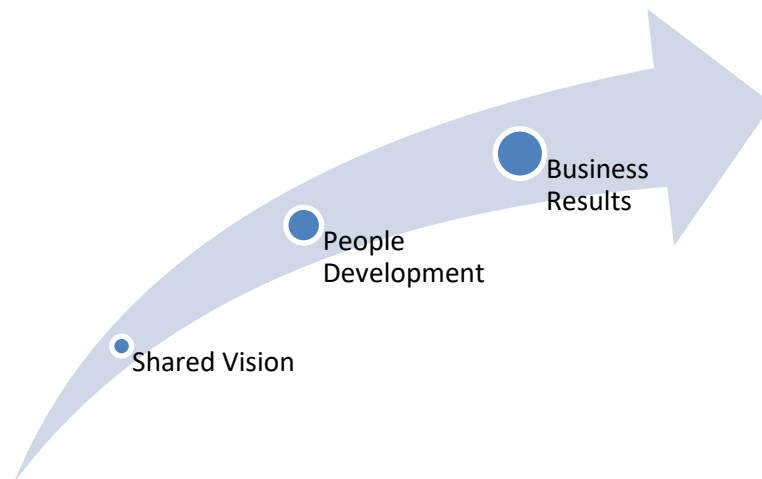 Business
Results
People
Development
Shared Vision